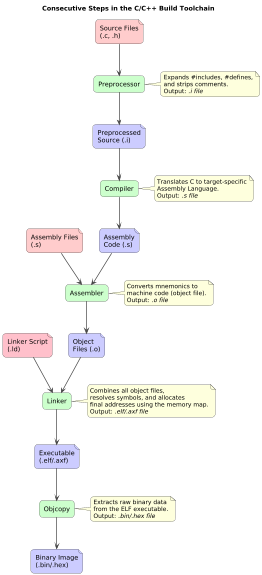 Consecutive Steps in the C/C++ Build Toolchain
Source Files
(.c, .h)
Preprocessor
Expands #includes, #defines,
and strips comments.
Output: .i file
Preprocessed
Source (.i)
Compiler
Translates C to target-specific
Assembly Language.
Output: .s file
Assembly Files
(.s)
Assembly
Code (.s)
Assembler
Converts mnemonics to
machine code (object file).
Output: .o file
Linker Script
(.ld)
Object
Files (.o)
Linker
Combines all object files,
resolves symbols, and allocates
final addresses using the memory map.
Output: .elf/.axf file
Executable
(.elf/.axf)
Objcopy
Extracts raw binary data
from the ELF executable.
Output: .bin/.hex file
Binary Image
(.bin/.hex)